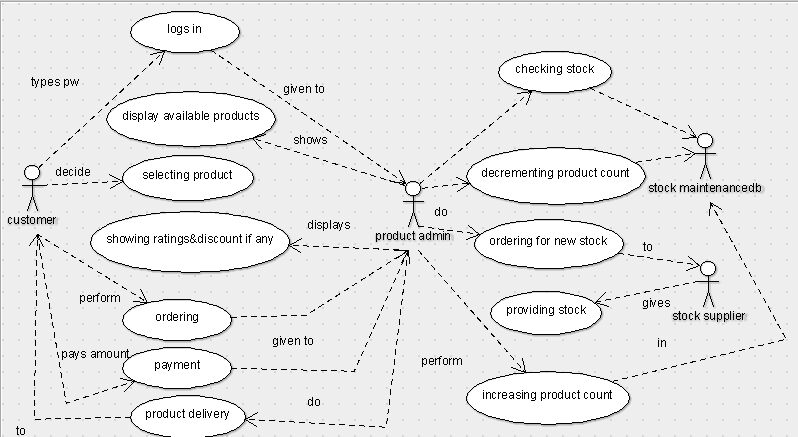 logs in
checking stock
types pw
given to
display available products
shows
decide
selecting product
decrementing product count
stock maintenancedb
customer
displays
do
product admin
showing ratings&discount if any
ordering for new stock
to
perform
ordering
providing stock
gives
stock supplier
given to
in
pays amount
payment
perform
increasing product count
do
product delivery
to